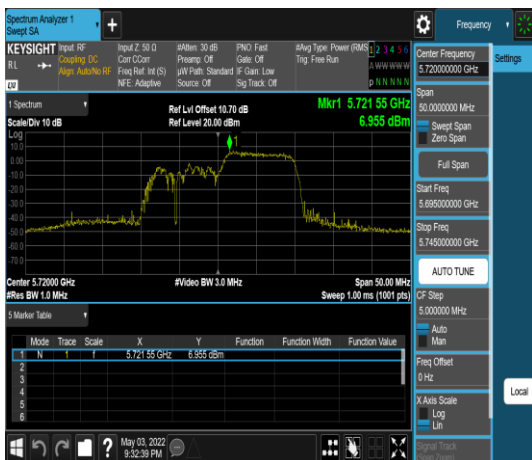 Spectrum Analyzer 1
Swept SA
+
Frequency
Settings
KEYSIGHT
RL
LXI
Input: RF
Coupling: DC
Align: Auto/No RF
Input Z: 50 Ω
Corr CCorr
Freq Ref: Int (S)
NFE: Adaptive
#Atten: 30 dB
Preamp: Off
µW Path: Standard
Source: Off
PNO: Fast
Gate: Off
IF Gain: Low
Sig Track: Off
#Avg Type: Power (RMS
Trig: Free Run
1 2 3 4 5 6
A W W W W W
P N N N N N
1 Spectrum
Scale/Div 10 dB
Ref Lvl Offset 10.70 dB
Ref Level 20.00 dBm
Mkr1 5.721 55 GHz
6.955 dBm
Log
10.0
0.00
-10.0
-20.0
-30.0
-40.0
-50.0
-60.0
-70.0
1
Center 5.72000 GHz
#Res BW 1.0 MHz
#Video BW 3.0 MHz
Span 50.00 MHz
Sweep 1.00 ms (1001 pts)
5 Marker Table
Mode Trace Scale X Y Function Function Width Function Value
1 N 1 f 5.721 55 GHz 6.955 dBm
2
3
4
5
6
Center Frequency
5.720000000 GHz
Span
50.0000000 MHz
Swept Span
Zero Span
Full Span
Start Freq
5.695000000 GHz
Stop Freq
5.745000000 GHz
AUTO TUNE
CF Step
5.000000 MHz
Auto
Man
Freq Offset
0 Hz
X Axis Scale
Log
Lin
Signal Track
Local
?
May 03, 2022
9:32:39 PM